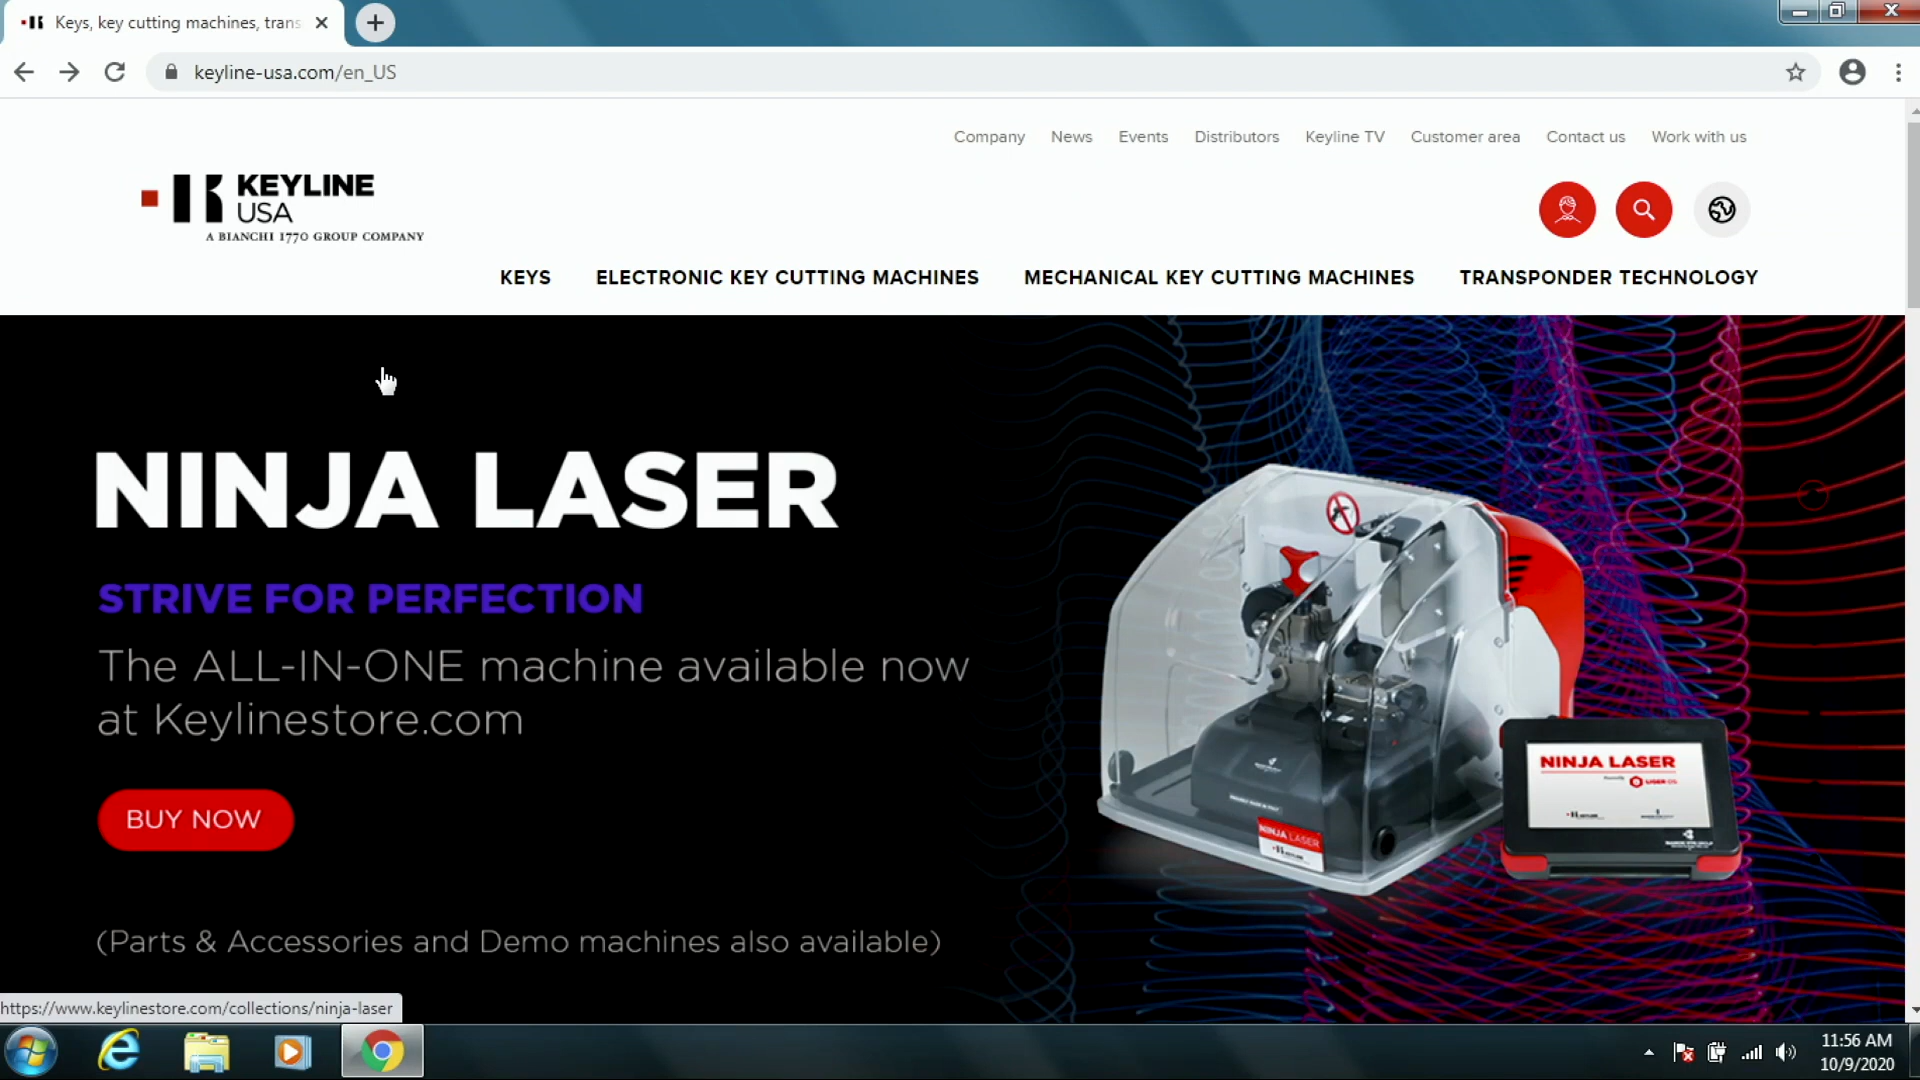 Keys, key cutting machines, trans
keyline-usa.com/en_US
Company News Events Distributors Keyline TV Customer area Contact us Work with us
KEYLINE
USA
A BIANCHI 1770 GROUP COMPANY
KEYS ELECTRONIC KEY CUTTING MACHINES MECHANICAL KEY CUTTING MACHINES TRANSPONDER TECHNOLOGY
NINJA LASER
STRIVE FOR PERFECTION
The ALL-IN-ONE machine available now
at Keylinestore.com
BUY NOW
(Parts & Accessories and Demo machines also available)
NINJA LASER
LIGER OS
NINJA LASER
https://www.keylinestore.com/collections/ninja-laser
11:56 AM
10/9/2020